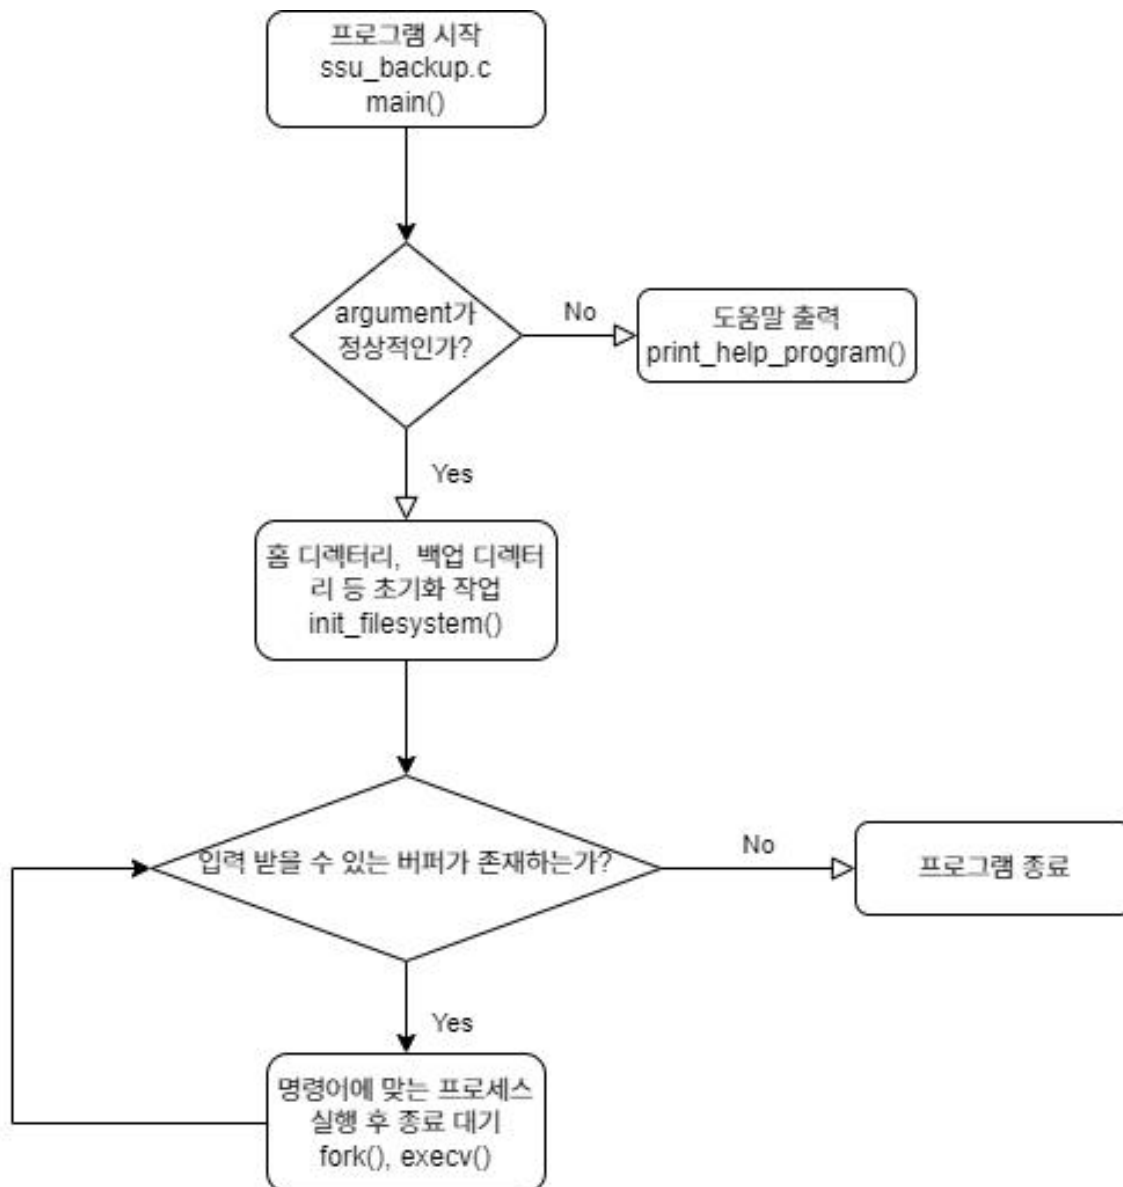 프로그램 시작
ssu_backup.c
main()
argument가
정상적인가?
No
도움말 출력
print_help_program()
Yes
홈 디렉터리,  백업 디렉터
리 등 초기화 작업
init_filesystem()
입력 받을 수 있는 버퍼가 존재하는가?
No
프로그램 종료
Yes
명령어에 맞는 프로세스
실행 후 종료 대기
fork(), execv()